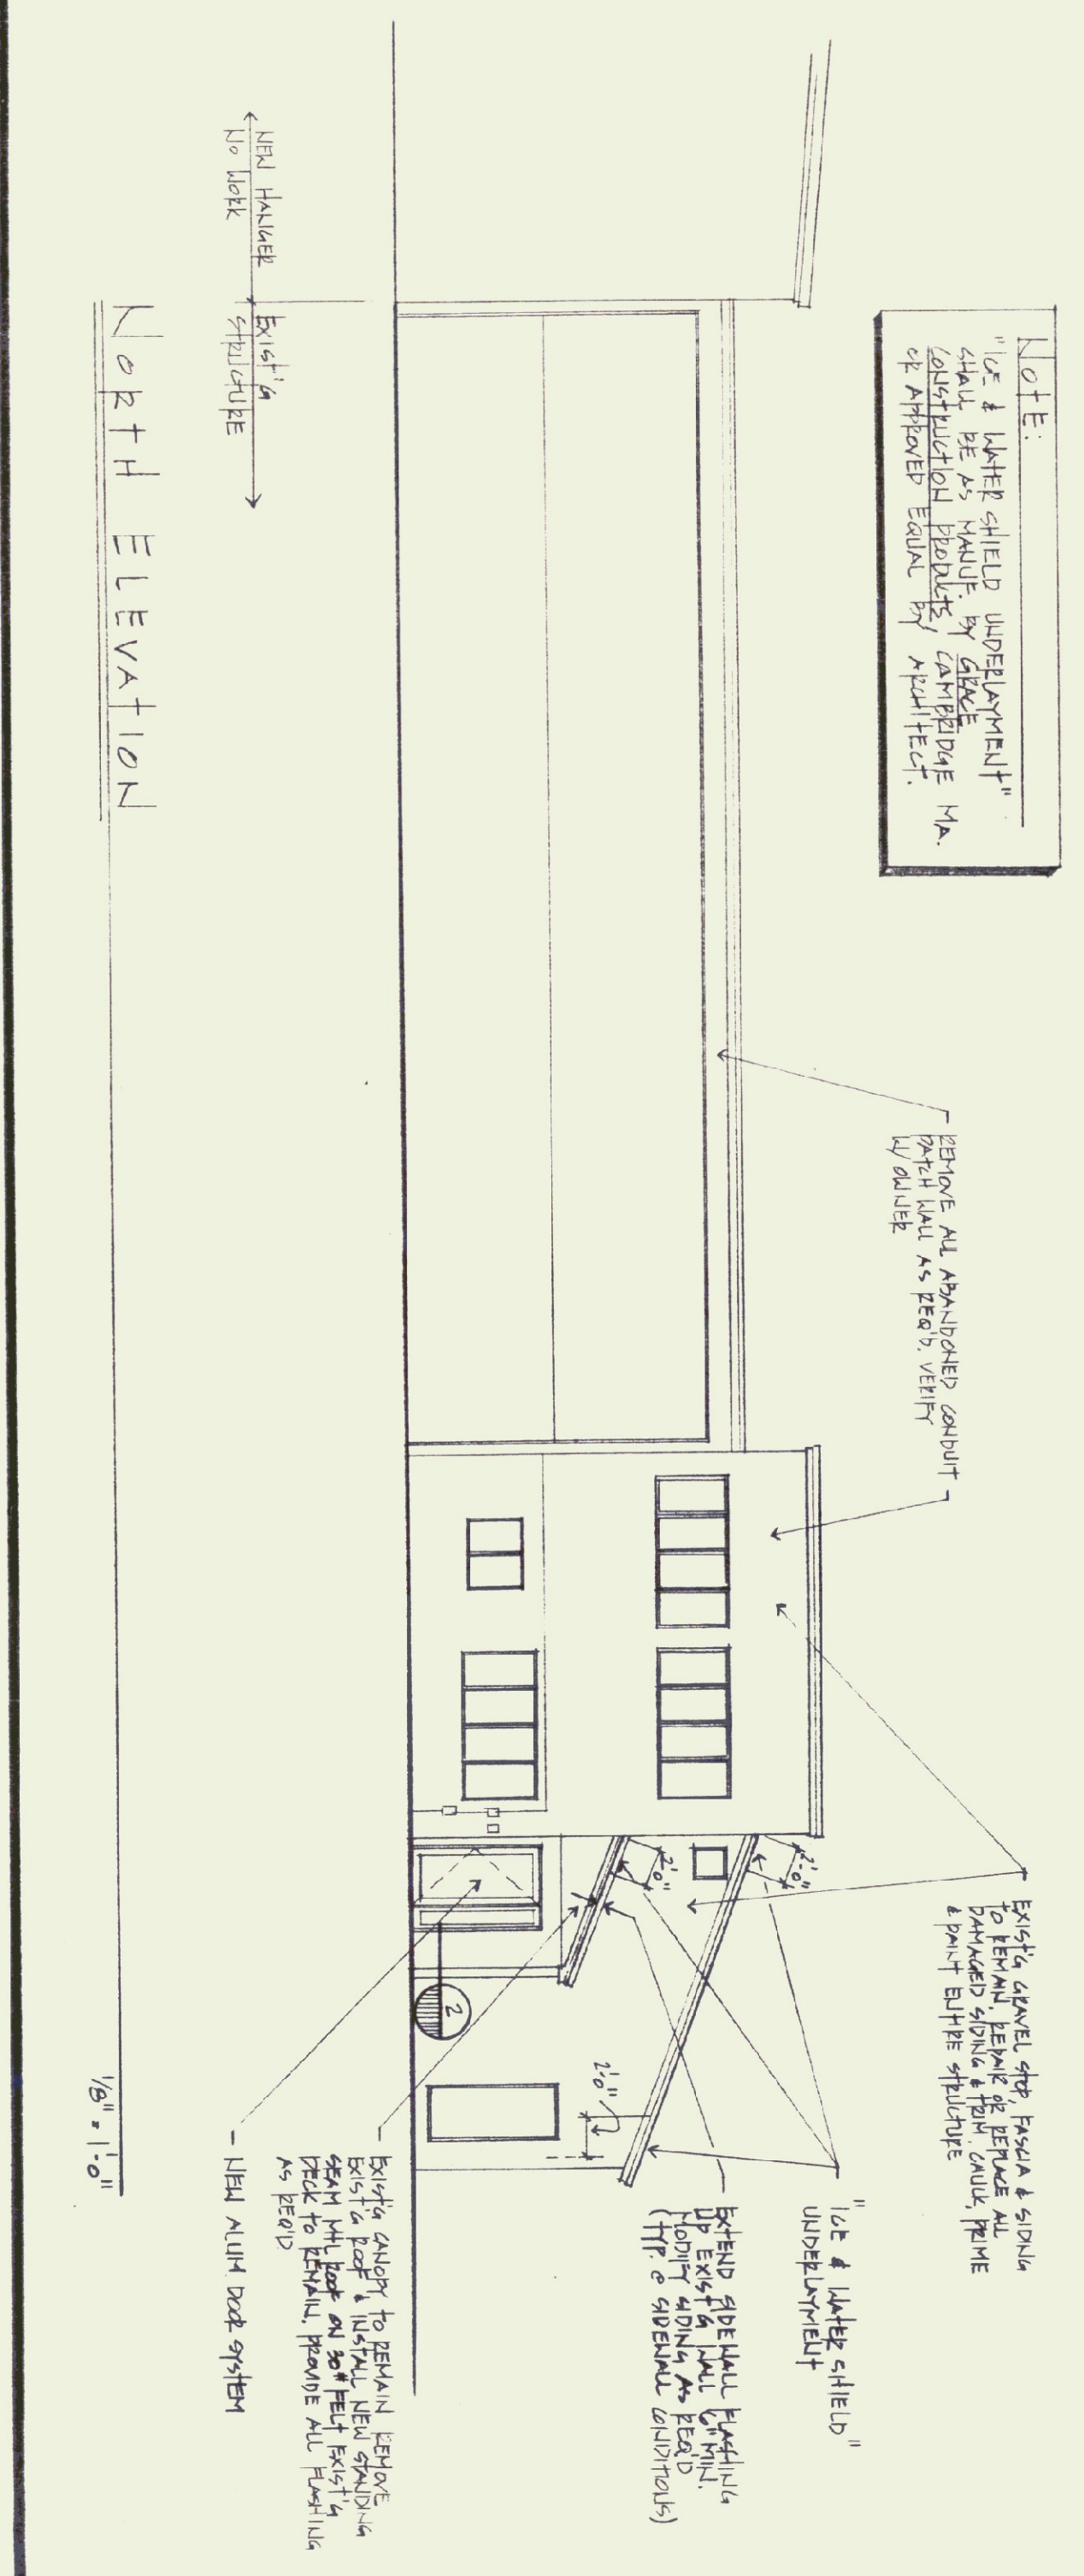 NOTE:
"ICE & WATER SHIELD UNDERLAYMENT"
SHALL BE AS MANUF. BY GRACE
CONSTRUCTION PRODUCTS, CAMBRIDGE MA.
OR APPROVED EQUAL BY ARCHITECT.
REMOVE ALL ABANDONED CONDUIT
PATCH WALL AS REQ'D. VERIFY
W/ OWNER
EXIST'G GRAVEL STOP, FASCIA & SIDING
TO REMAIN. REPAIR OR REPLACE ALL
DAMAGED SIDING & TRIM. CAULK, PRIME
& PAINT ENTIRE STRUCTURE
2'-0"
2'-0"
2'-0"
2
"ICE & WATER SHIELD"
UNDERLAYMENT
EXTEND SIDEWALL FLASHING
UP EXIST'G WALL 6" MIN.
MODIFY SIDING AS REQ'D
(TYP. @ SIDEWALL CONDITIONS)
EXIST'G CANOPY TO REMAIN REMOVE
EXIST'G ROOF & INSTALL NEW STANDING
SEAM MTL ROOF ON 30# FELT EXIST'G
DECK TO REMAIN. PROVIDE ALL FLASHING
AS REQ'D
NEW ALUM. DOOR SYSTEM
NEW HANGER
NO WORK
EXIST'G
STRUCTURE
NORTH ELEVATION
1/8" = 1'-0"